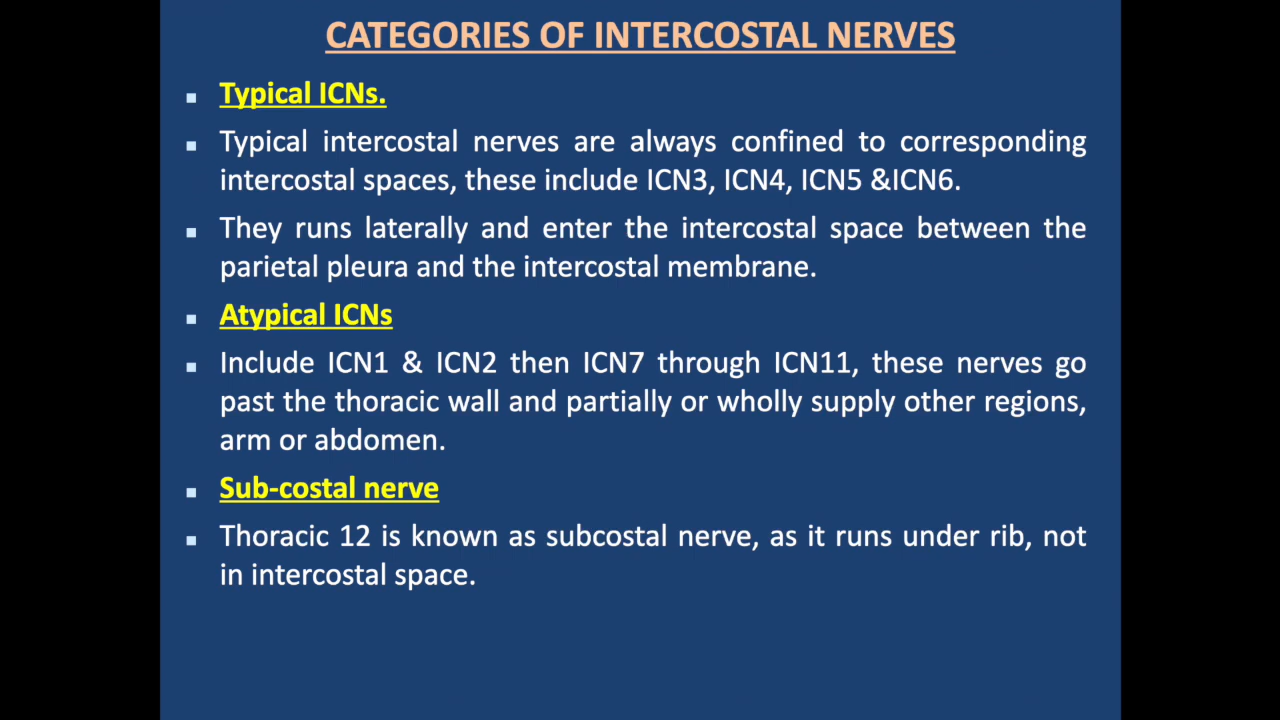 CATEGORIES OF INTERCOSTAL NERVES
Typical ICNs.
Typical intercostal nerves are always confined to corresponding
intercostal spaces, these include ICN3, ICN4, ICN5 &ICN6.
They runs laterally and enter the intercostal space between the
parietal pleura and the intercostal membrane.
Atypical ICNs
Include ICN1 & ICN2 then ICN7 through ICN11, these nerves go
past the thoracic wall and partially or wholly supply other regions,
arm or abdomen.
Sub-costal nerve
Thoracic 12 is known as subcostal nerve, as it runs under rib, not
in intercostal space.